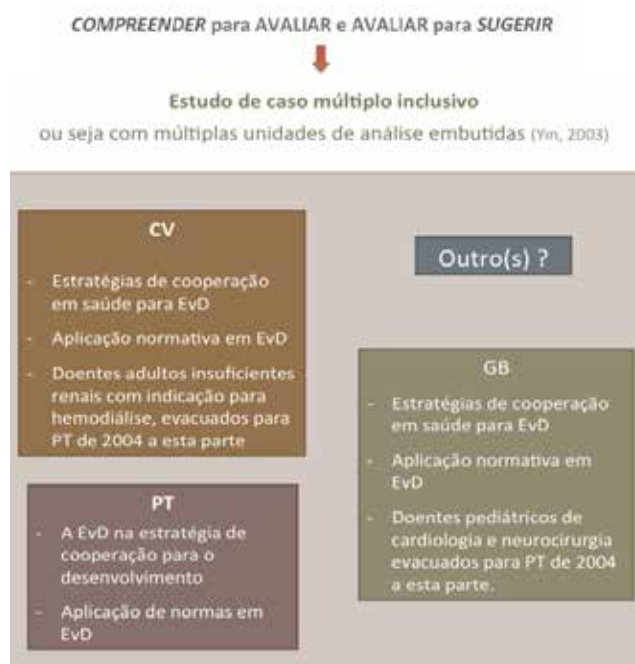 COMPREENDER para AVALIAR e AVALIAR para SUGERIR
Estudo de caso múltiplo inclusivo
ou seja com múltiplas unidades de análise embutidas (Yin, 2003)
CV
- Estratégias de cooperação
em saúde para EvD
- Aplicação normativa em EvD
- Doentes adultos insuficientes
renais com indicação para
hemodiálise, evacuados para
PT de 2004 a esta parte
Outro(s) ?
GB
- Estratégias de cooperação
em saúde para EvD
- Aplicação normativa em
EvD
- Doentes pediátricos de
cardiologia e neurocirurgia
evacuados para PT de 2004
a esta parte.
PT
- A EvD na estratégia de
cooperação para o
desenvolvimento
- Aplicação de normas em
EvD